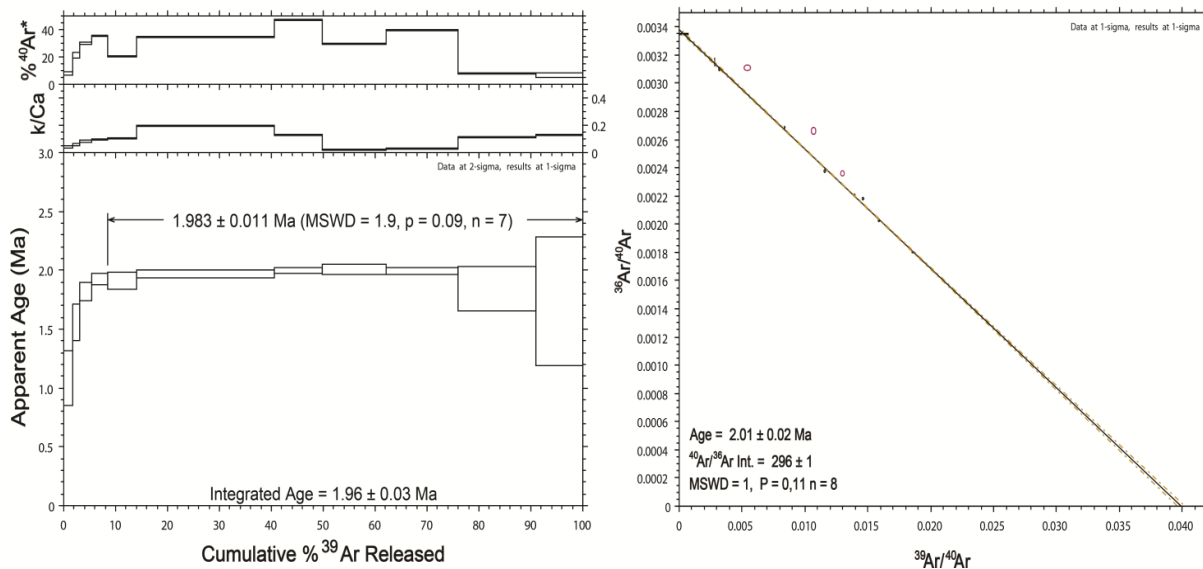 % ⁴⁰Ar*
40
20
0
k/Ca
0.4
0.2
0
3.0
2.5
2.0
1.5
1.0
0.5
0
Apparent Age (Ma)
Data at 2-sigma, results at 1-sigma
1.983 ± 0.011 Ma (MSWD = 1.9, p = 0.09, n = 7)
Integrated Age = 1.96 ± 0.03 Ma
0 10 20 30 40 50 60 70 80 90 100
Cumulative % ³⁹Ar Released
Data at 1-sigma, results at 1-sigma
0.0034
0.0032
0.0030
0.0028
0.0026
0.0024
0.0022
0.0020
0.0018
0.0016
0.0014
0.0012
0.0010
0.0008
0.0006
0.0004
0.0002
0
³⁶Ar/⁴⁰Ar
Age = 2.01 ± 0.02 Ma
⁴⁰Ar/³⁶Ar Int. = 296 ± 1
MSWD = 1, P = 0,11 n = 8
0 0.005 0.010 0.015 0.020 0.025 0.030 0.035 0.040
³⁹Ar/⁴⁰Ar